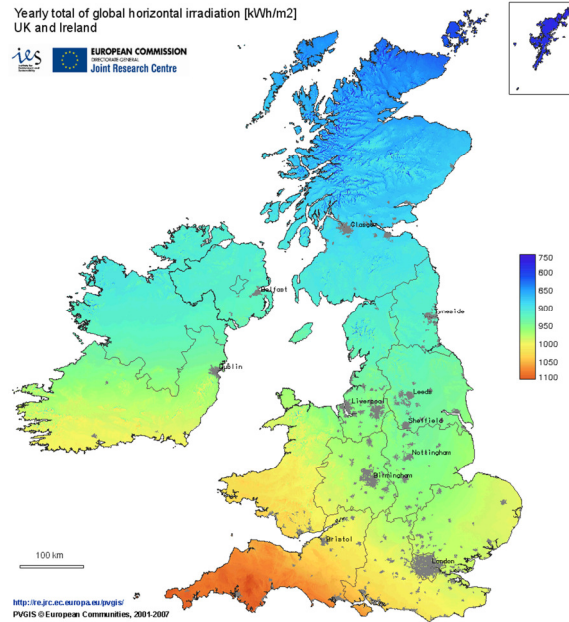 Yearly total of global horizontal irradiation [kWh/m2]
UK and Ireland
ies
EUROPEAN COMMISSION
DIRECTORATE-GENERAL
Joint Research Centre
Glasgow
Belfast
Tyneside
Dublin
Leeds
Liverpool
Sheffield
Nottingham
Birmingham
Bristol
London
750
800
850
900
950
1000
1050
1100
100 km
http://re.jrc.ec.europa.eu/pvgis/
PVGIS © European Communities, 2001-2007